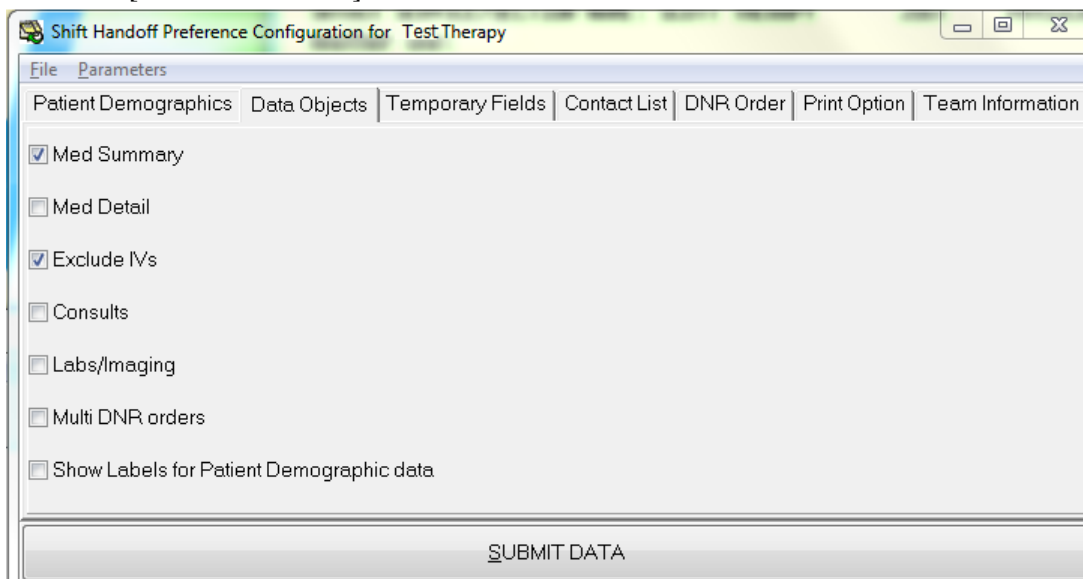 Shift Handoff Preference Configuration for Test Therapy
File Parameters
Patient Demographics Data Objects Temporary Fields Contact List DNR Order Print Option Team Information
Med Summary
Med Detail
Exclude IVs
Consults
Labs/Imaging
Multi DNR orders
Show Labels for Patient Demographic data
SUBMIT DATA